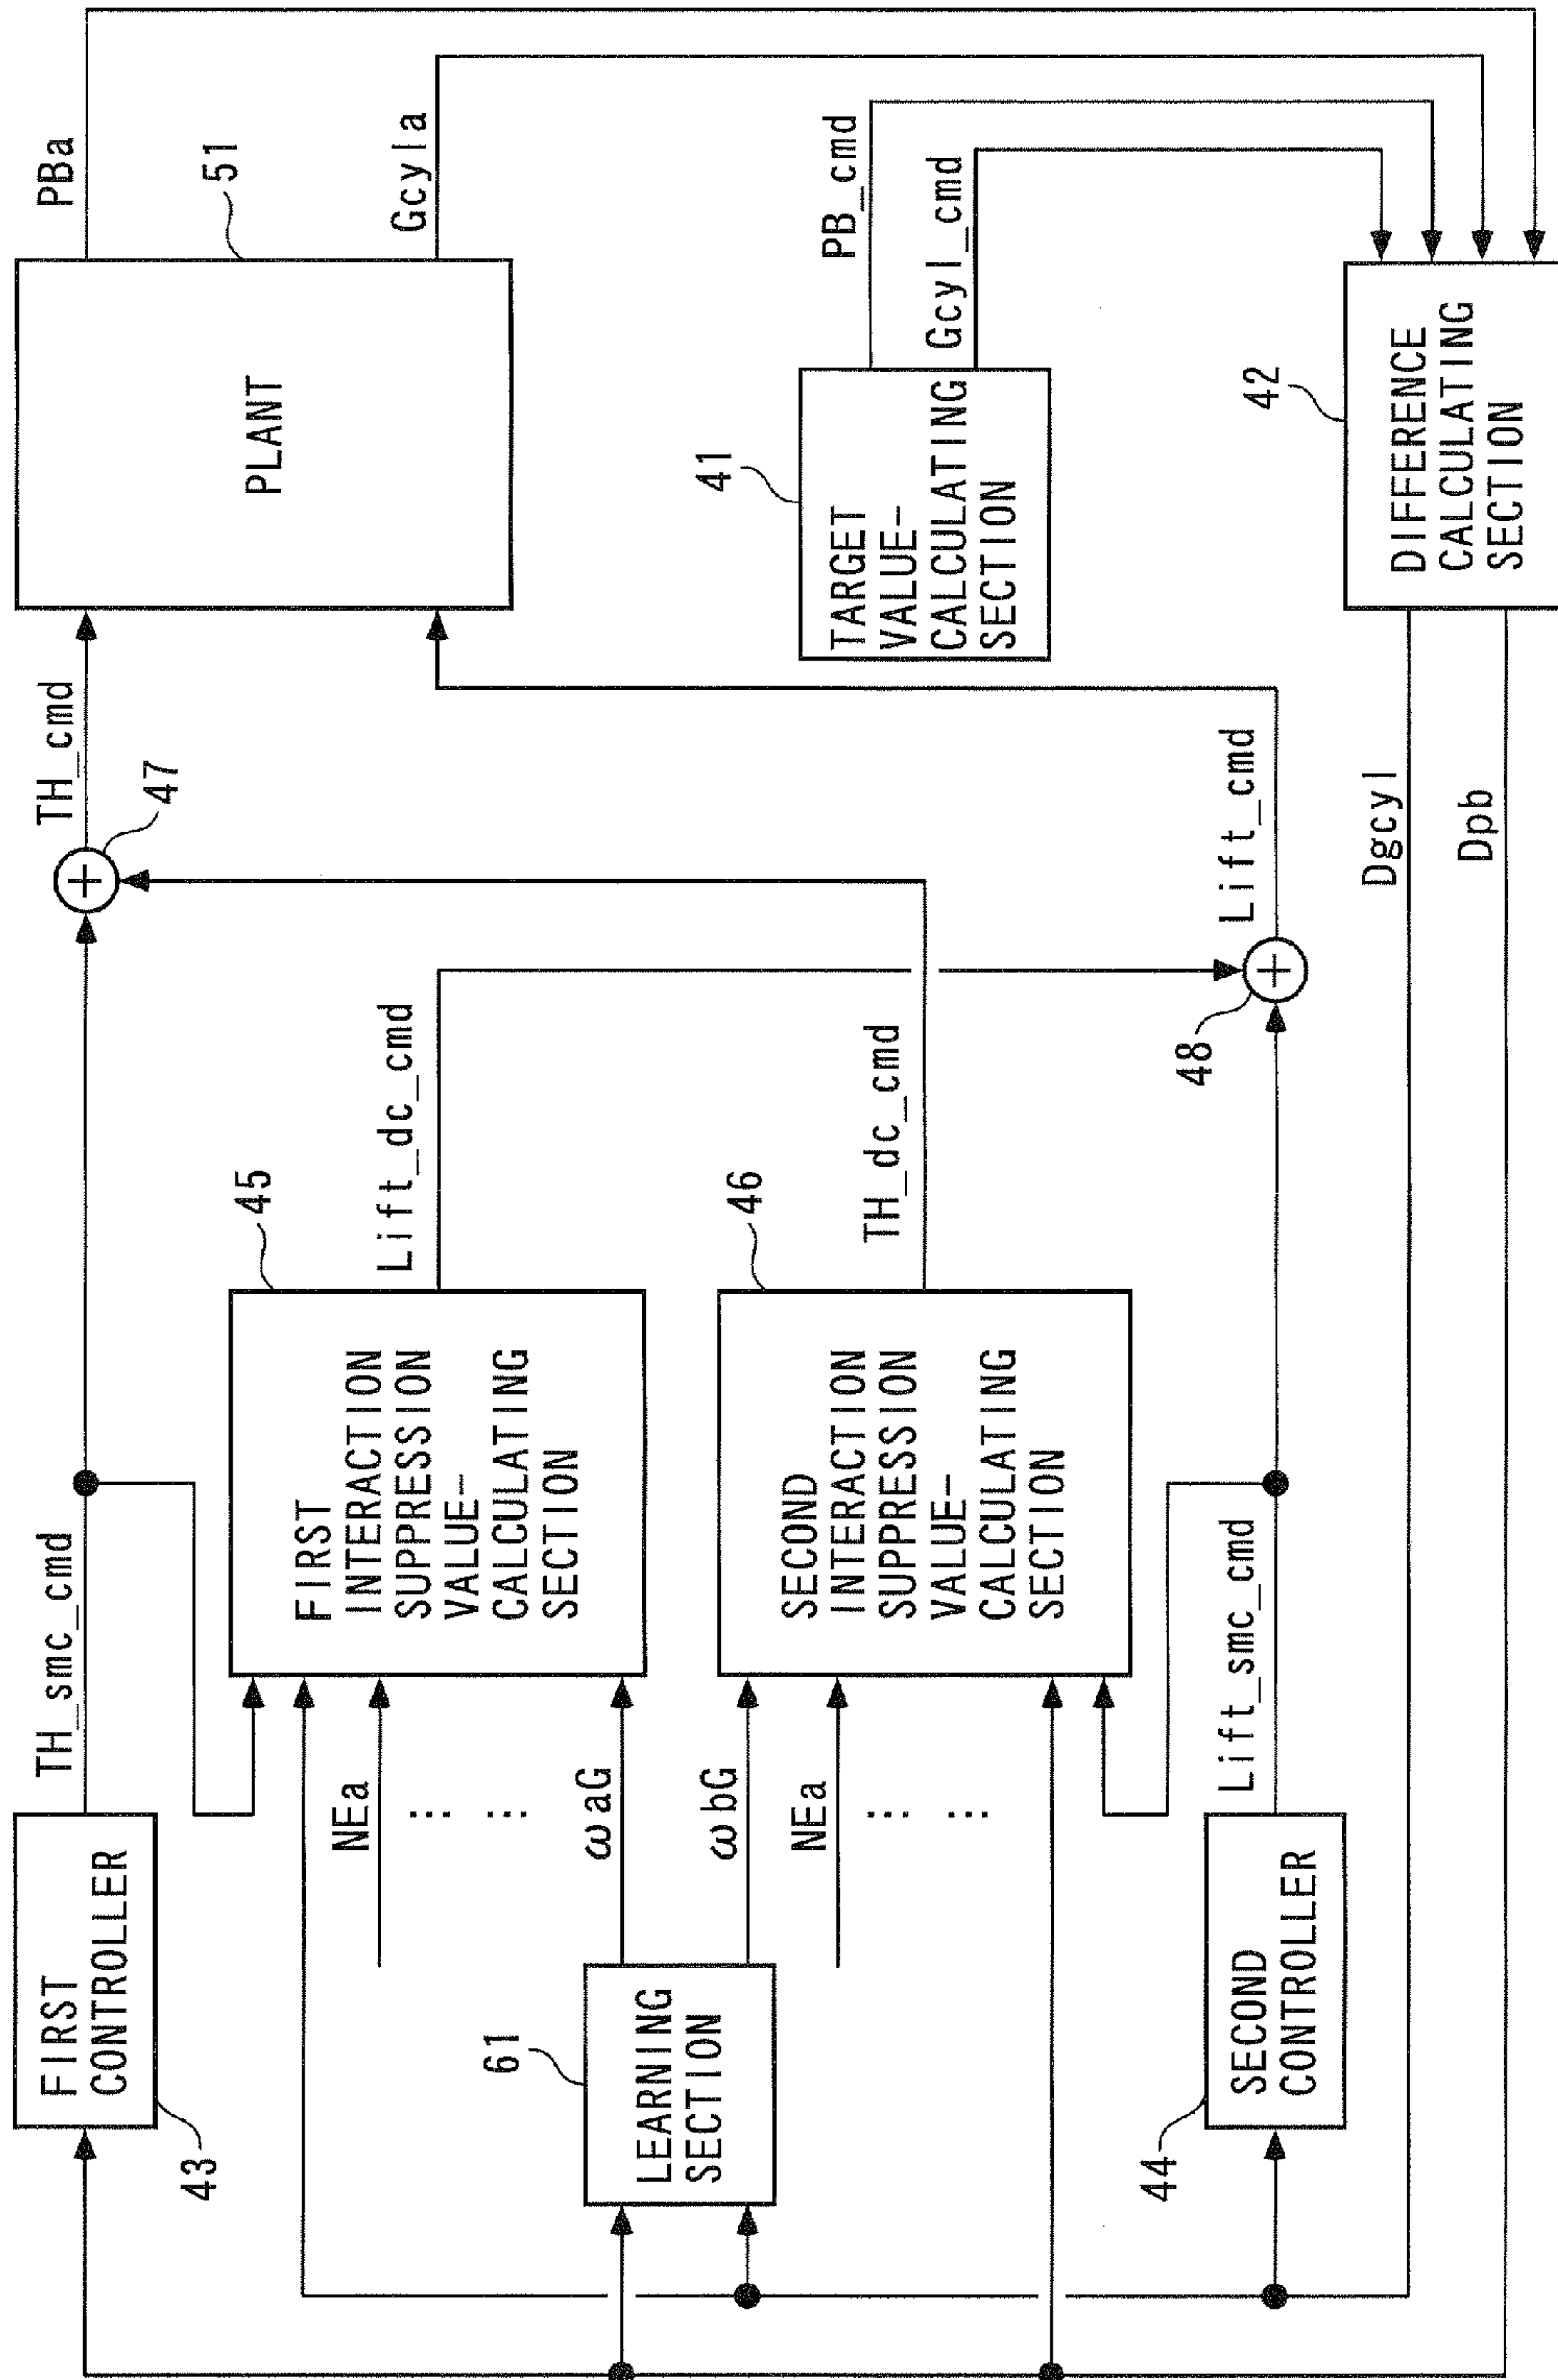 FIRST
CONTROLLER
43
TH_smc_cmd
TH_cmd
47
PLANT
51
PBa
Gcyla
NEa
... ...
ωaG
FIRST
INTERACTION
SUPPRESSION
VALUE-
CALCULATING
SECTION
45
Lift_dc_cmd
LEARNING
SECTION
61
ωbG
NEa
... ...
SECOND
INTERACTION
SUPPRESSION
VALUE-
CALCULATING
SECTION
46
TH_dc_cmd
TARGET
VALUE-
CALCULATING
SECTION
41
PB_cmd
Gcyl_cmd
SECOND
CONTROLLER
44
Lift_smc_cmd
48
Lift_cmd
DIFFERENCE
CALCULATING
SECTION
42
Dgcyl
Dpb
+
+